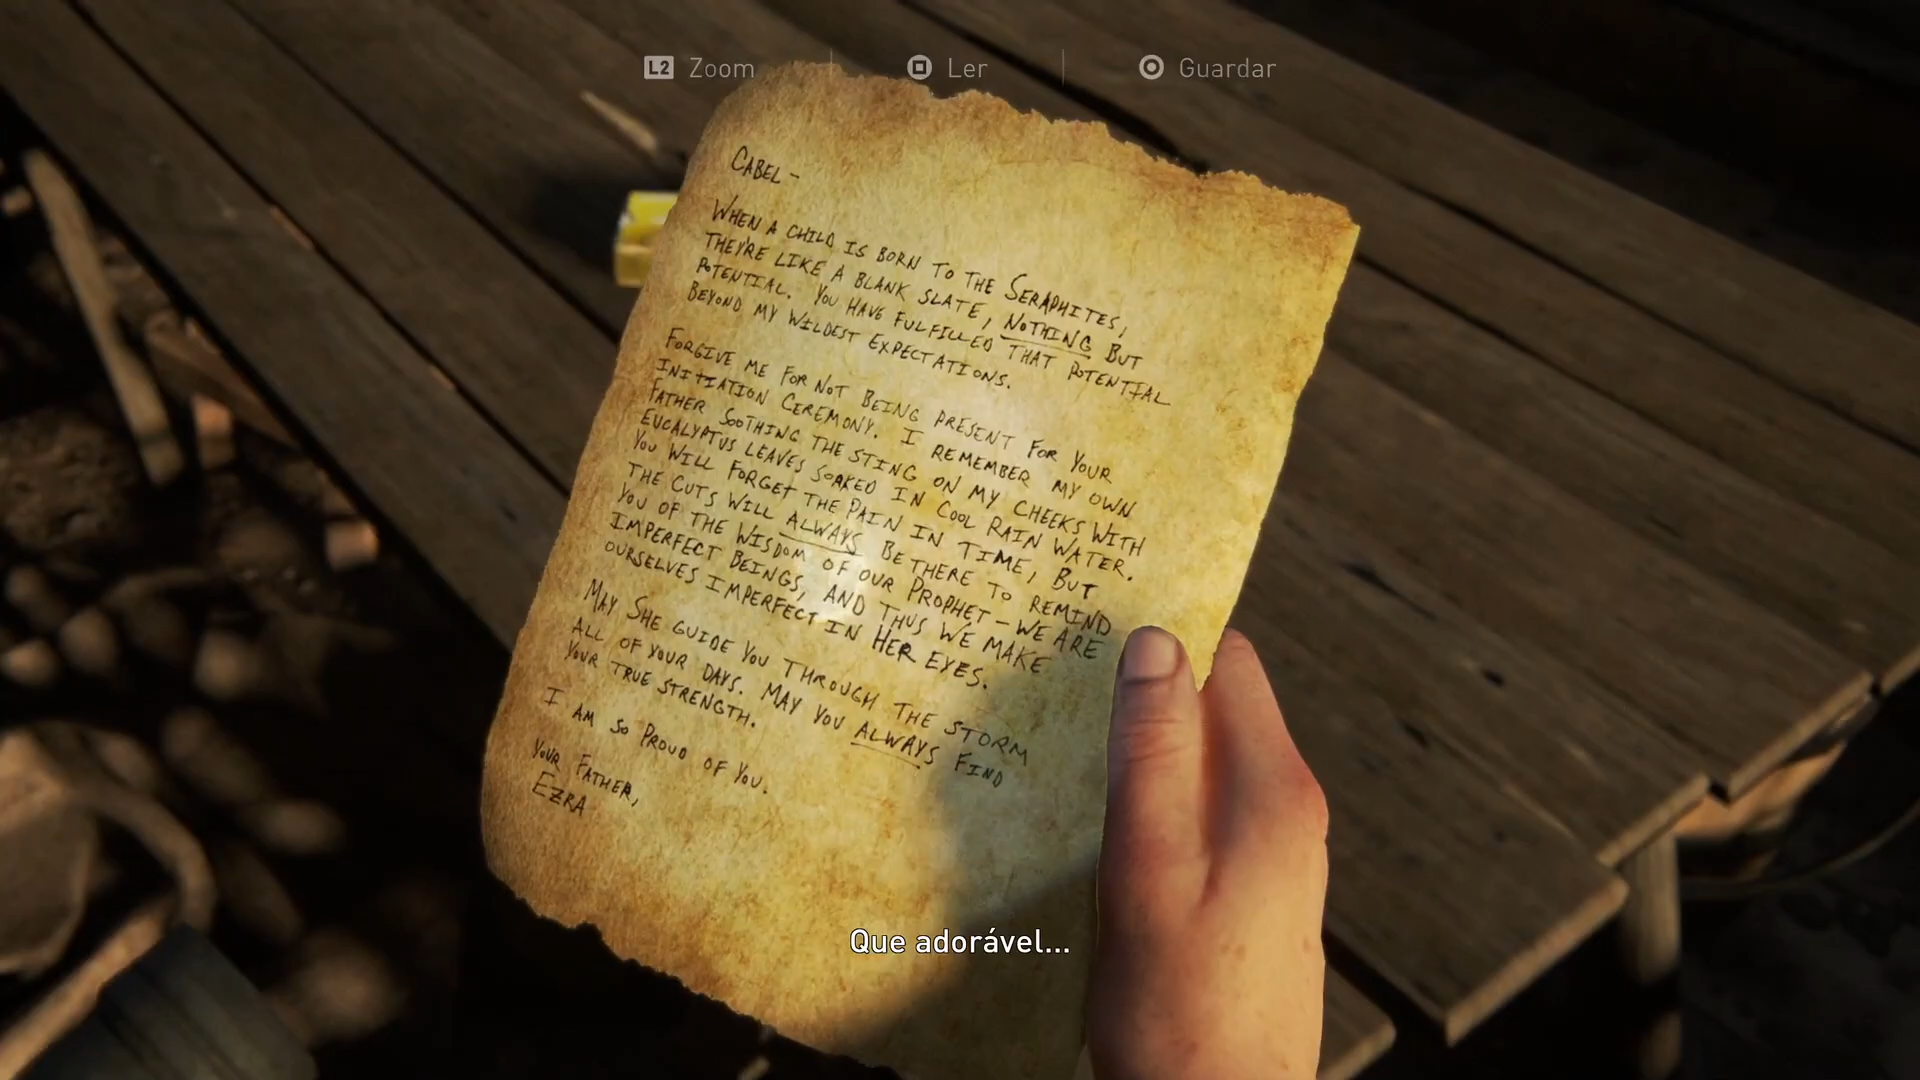 L2 Zoom Ler Guardar
CABEL -
WHEN A CHILD IS BORN TO THE SERAPHITES,
THEY'RE LIKE A BLANK SLATE, NOTHING BUT
POTENTIAL. YOU HAVE FULFILLED THAT POTENTIAL
BEYOND MY WILDEST EXPECTATIONS.
FORGIVE ME FOR NOT BEING PRESENT FOR YOUR
INITIATION CEREMONY. I REMEMBER MY OWN
FATHER SOOTHING THE STING ON MY CHEEKS WITH
EUCALYPTUS LEAVES SOAKED IN COOL RAIN WATER.
YOU WILL FORGET THE PAIN IN TIME, BUT
THE CUTS WILL ALWAYS BE THERE TO REMIND
YOU OF THE WISDOM OF OUR PROPHET - WE ARE
IMPERFECT BEINGS, AND THUS WE MAKE
OURSELVES IMPERFECT IN HER EYES.
MAY SHE GUIDE YOU THROUGH THE STORM
ALL OF YOUR DAYS. MAY YOU ALWAYS FIND
YOUR TRUE STRENGTH.
I AM SO PROUD OF YOU.
YOUR FATHER,
EZRA
Que adorável...